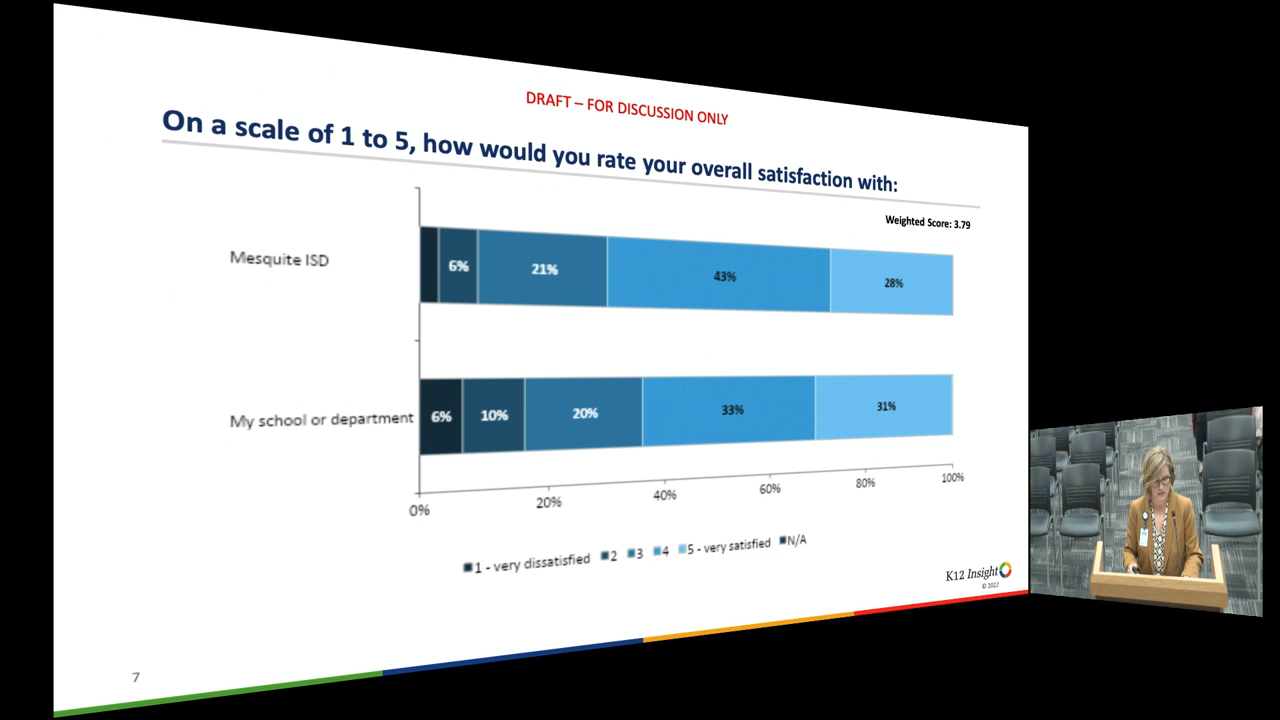 DRAFT – FOR DISCUSSION ONLY
On a scale of 1 to 5, how would you rate your overall satisfaction with:
Weighted Score: 3.79
Mesquite ISD
6% 21% 43% 28%
My school or department
6% 10% 20% 33% 31%
0% 20% 40% 60% 80% 100%
1 - very dissatisfied 2 3 4 5 - very satisfied N/A
K12 Insight
© 2022
7